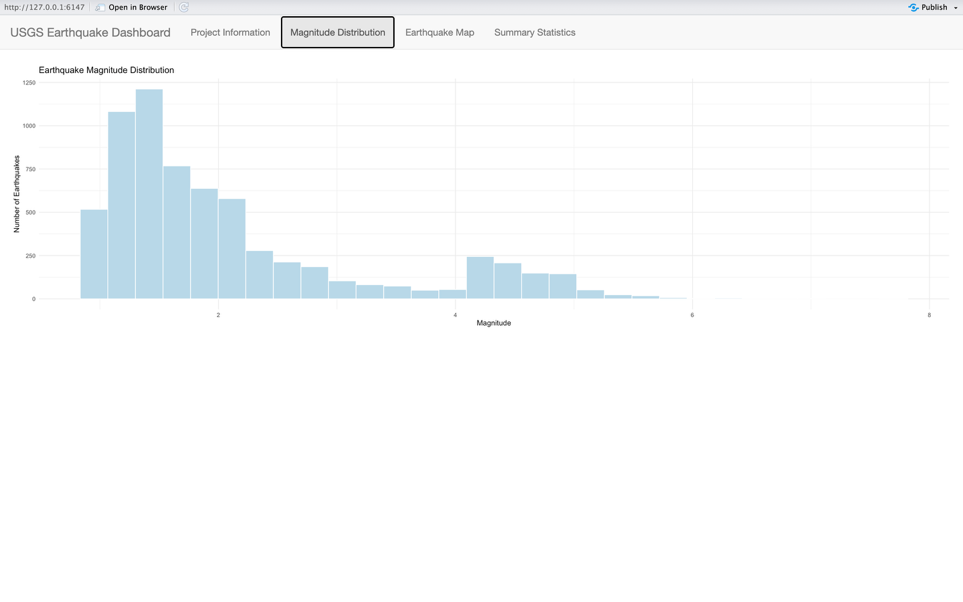 http://127.0.0.1:6147 Open in Browser Publish
USGS Earthquake Dashboard Project Information Magnitude Distribution Earthquake Map Summary Statistics
Earthquake Magnitude Distribution
1250
1000
750
500
250
0
Number of Earthquakes
2 4 6 8
Magnitude